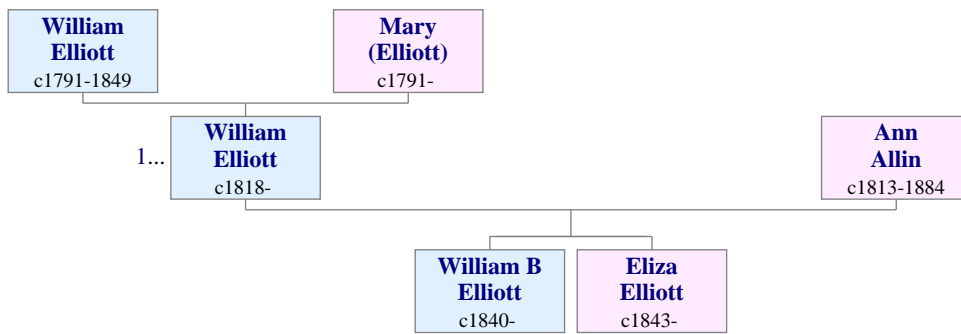 William
Elliott
c1791-1849
Mary
(Elliott)
c1791-
1...
William
Elliott
c1818-
Ann
Allin
c1813-1884
William B
Elliott
c1840-
Eliza
Elliott
c1843-